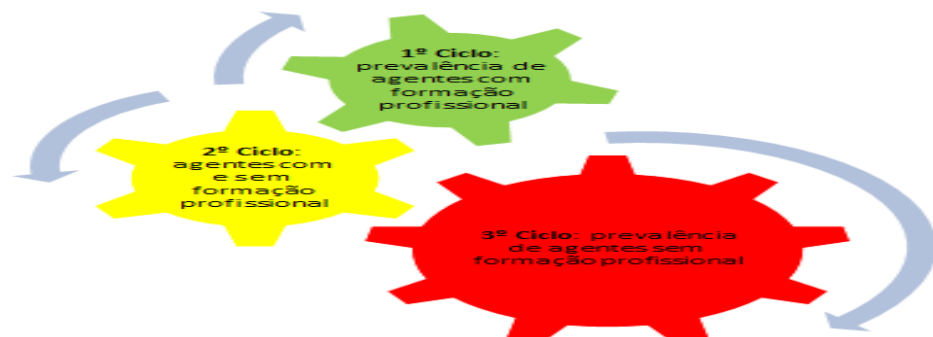 1º Ciclo:
prevalência de
agentes com
formação
profissional
2º Ciclo:
agentes com
e sem
formação
profissional
3º Ciclo: prevalência
de agentes sem
formação profissional